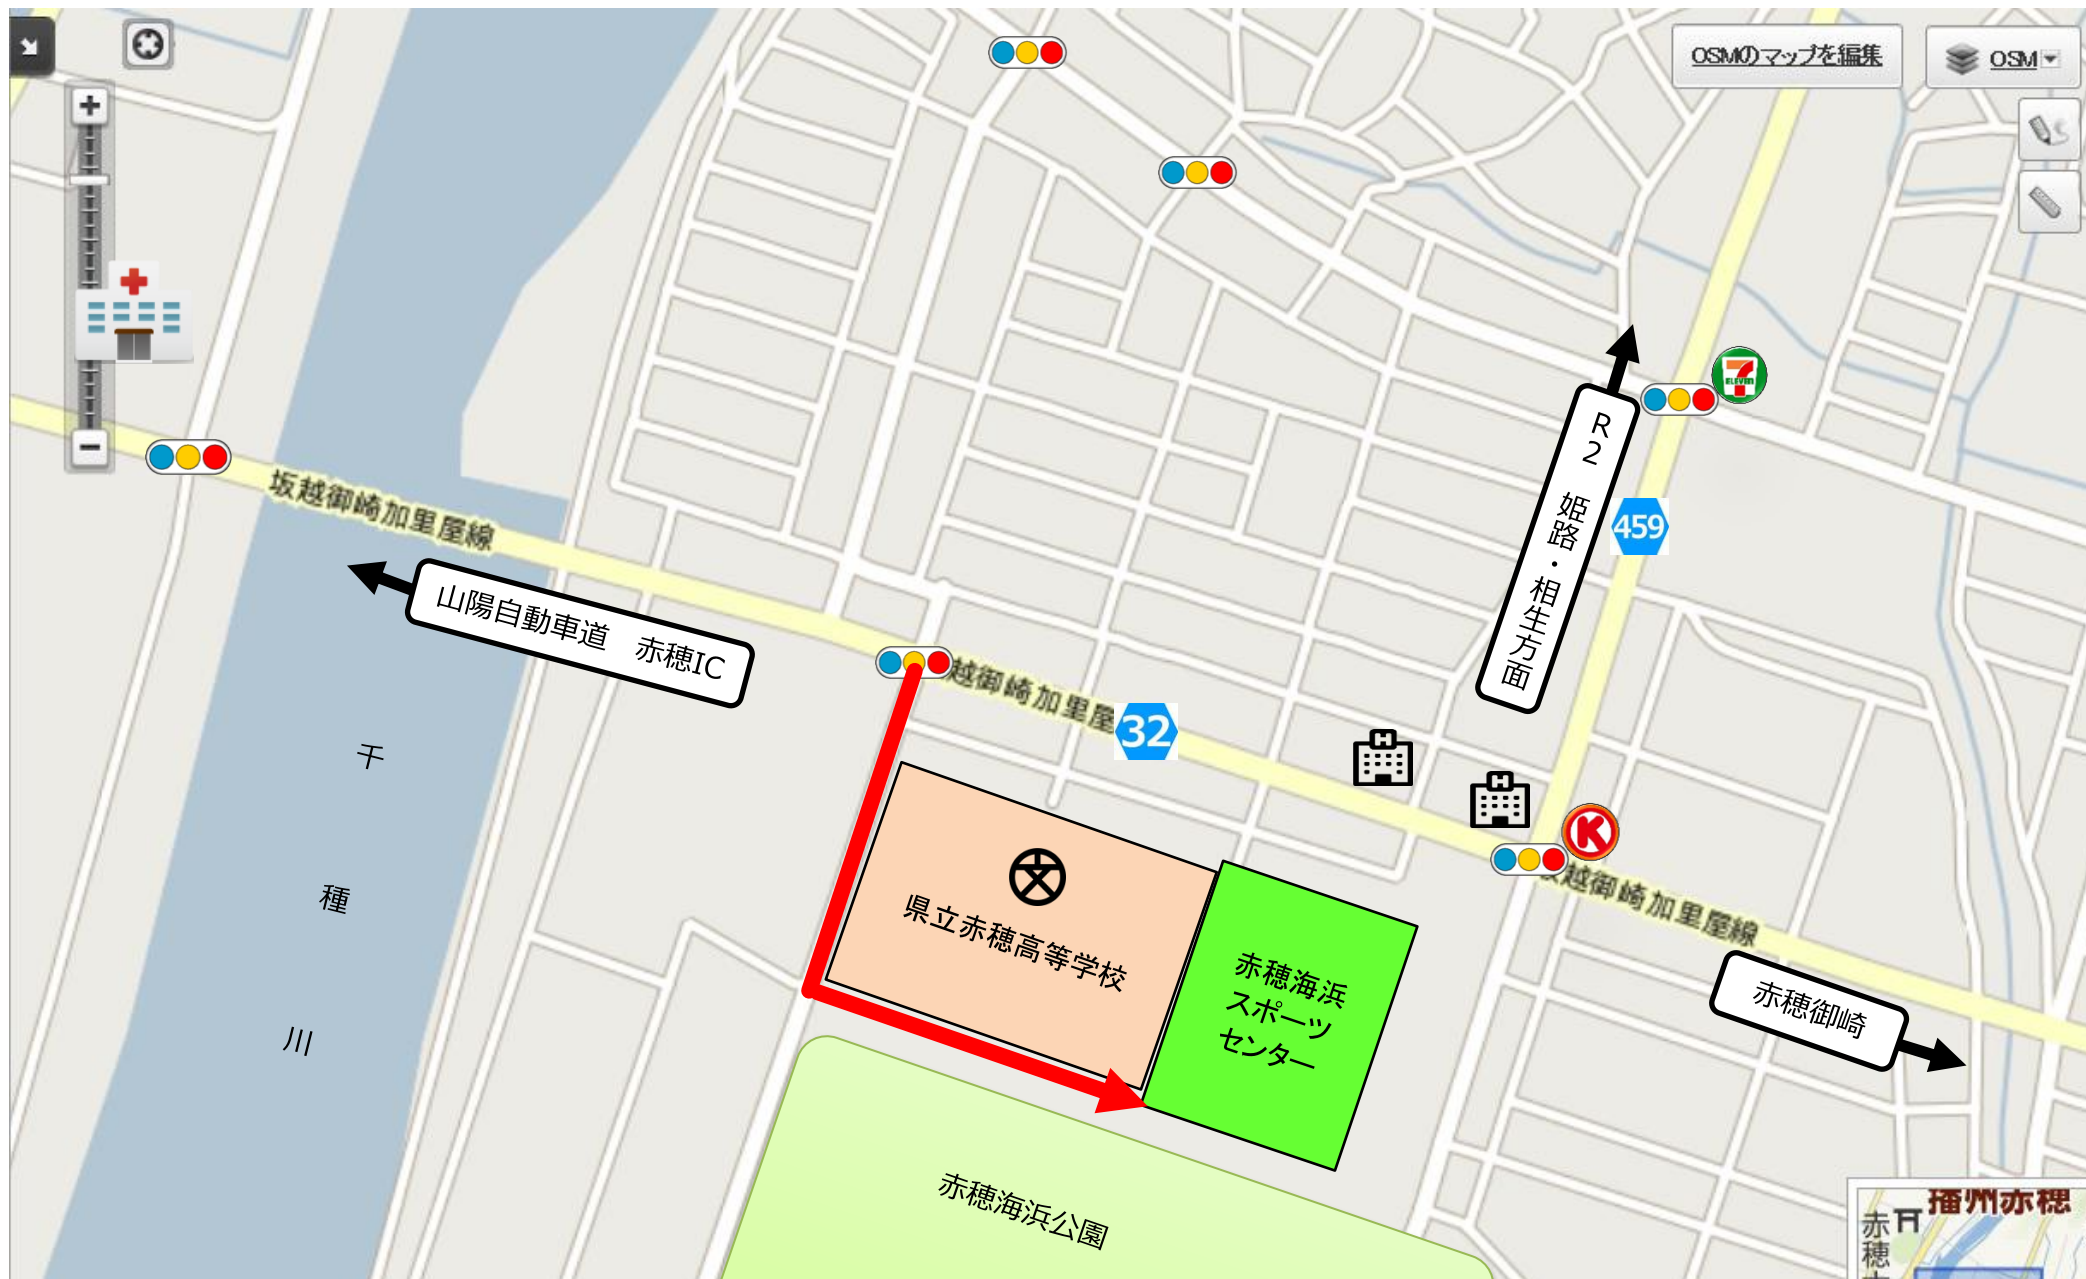 OSMのマップを編集
OSM
坂越御崎加里屋線
山陽自動車道　赤穂IC
R2　姫路・相生方面
7
ELEVEN
459
越御崎加里屋
32
H
H
K
越御崎加里屋線
赤穂御崎
千種川
県立赤穂高等学校
赤穂海浜
スポーツ
センター
赤穂海浜公園
播州赤穂
赤穂